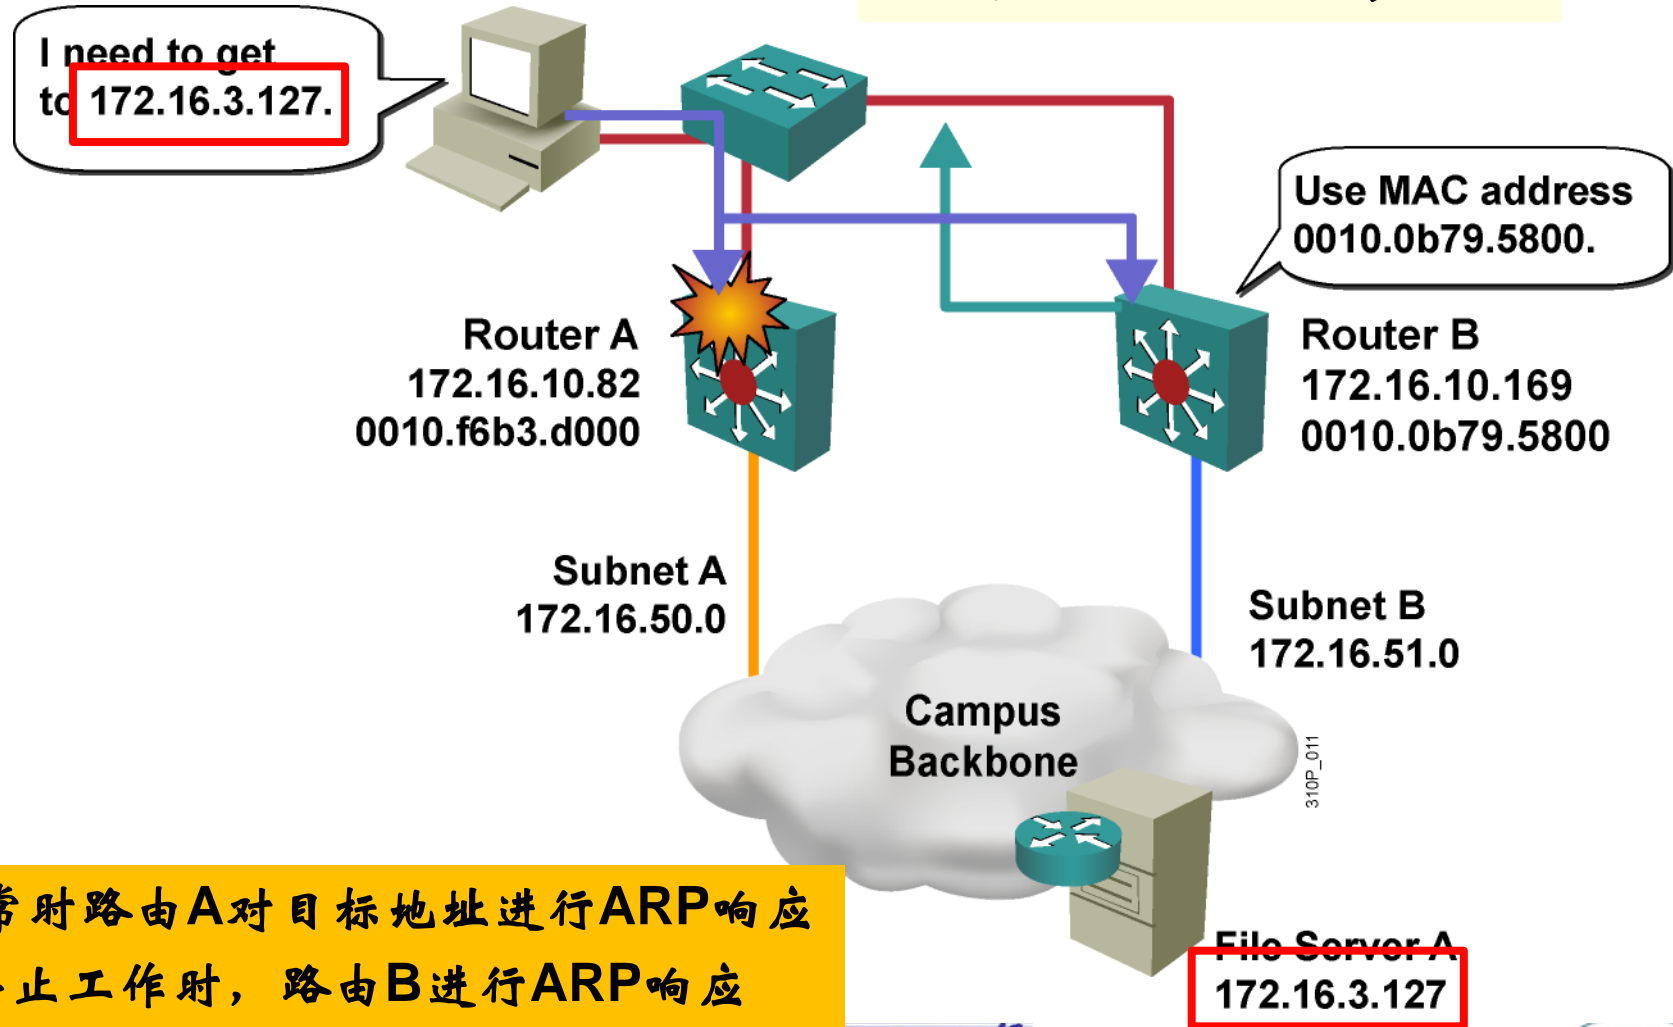 I need to get
to 172.16.3.127.
Use MAC address
0010.0b79.5800.
Router A
172.16.10.82
0010.f6b3.d000
Router B
172.16.10.169
0010.0b79.5800
Subnet A
172.16.50.0
Subnet B
172.16.51.0
Campus
Backbone
310P_011
常时路由A对目标地址进行ARP响应
止工作时，路由B进行ARP响应
File Server A
172.16.3.127